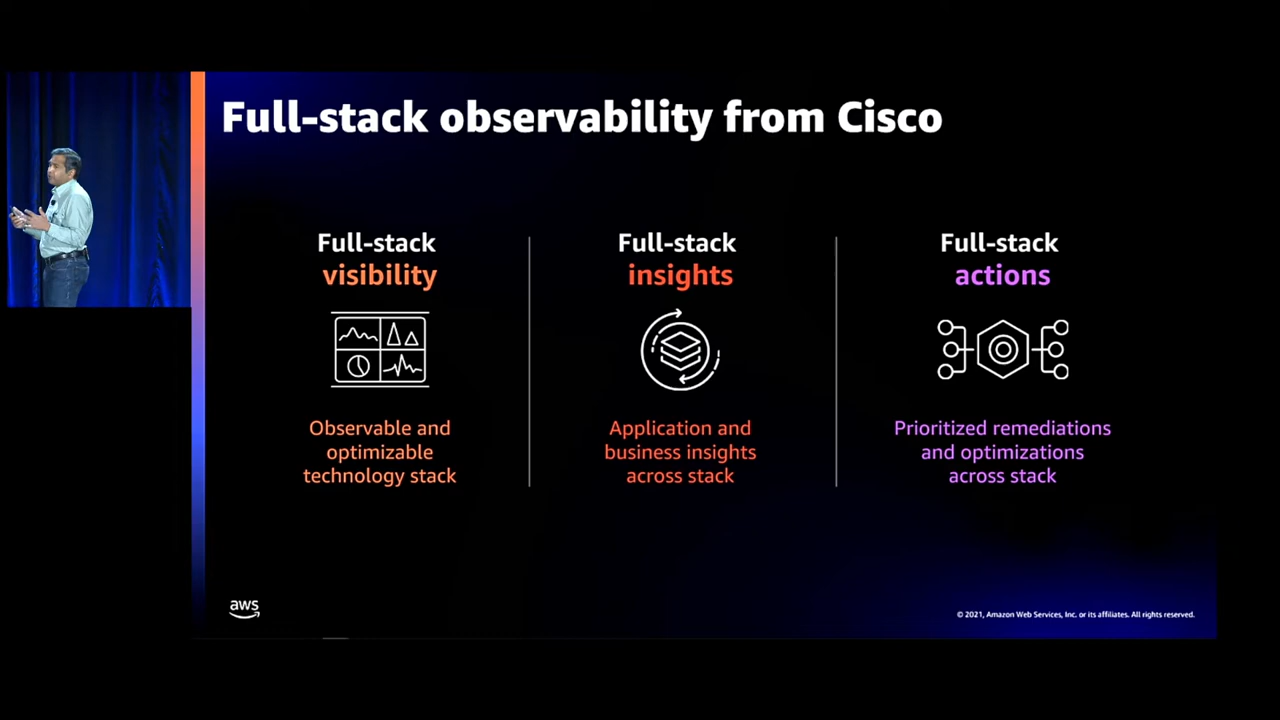 Full-stack observability from Cisco
Full-stack
visibility
Observable and
optimizable
technology stack
Full-stack
insights
Application and
business insights
across stack
Full-stack
actions
Prioritized remediations
and optimizations
across stack
aws
© 2021, Amazon Web Services, Inc. or its affiliates. All rights reserved.